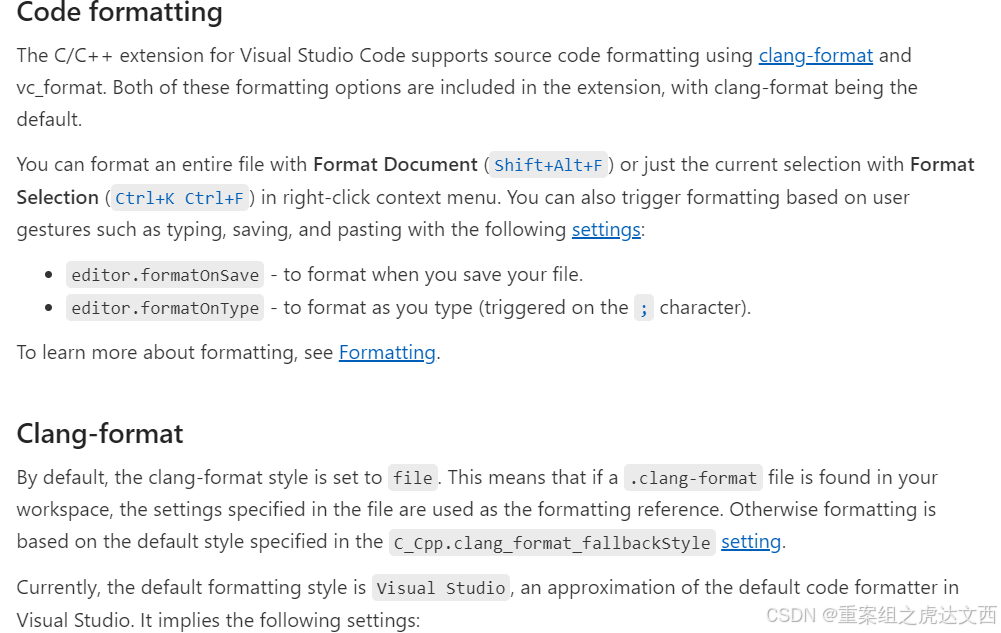 Code formatting
The C/C++ extension for Visual Studio Code supports source code formatting using clang-format and
vc_format. Both of these formatting options are included in the extension, with clang-format being the
default.
You can format an entire file with Format Document (Shift+Alt+F) or just the current selection with Format
Selection (Ctrl+K Ctrl+F) in right-click context menu. You can also trigger formatting based on user
gestures such as typing, saving, and pasting with the following settings:
• editor.formatOnSave - to format when you save your file.
• editor.formatOnType - to format as you type (triggered on the ; character).
To learn more about formatting, see Formatting.
Clang-format
By default, the clang-format style is set to file. This means that if a .clang-format file is found in your
workspace, the settings specified in the file are used as the formatting reference. Otherwise formatting is
based on the default style specified in the C_Cpp.clang_format_fallbackStyle setting.
Currently, the default formatting style is Visual Studio, an approximation of the default code formatter in
Visual Studio. It implies the following settings:
CSDN @重案组之虎达文西